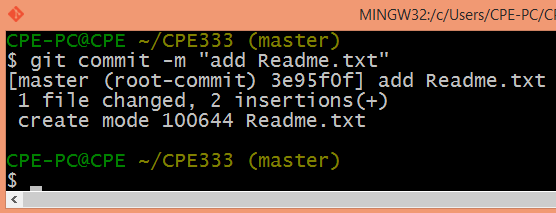 MINGW32:/c/Users/CPE-PC/CF
CPE-PC@CPE ~/CPE333 (master)
$ git commit -m "add Readme.txt"
[master (root-commit) 3e95f0f] add Readme.txt
1 file changed, 2 insertions(+)
create mode 100644 Readme.txt
CPE-PC@CPE ~/CPE333 (master)
$